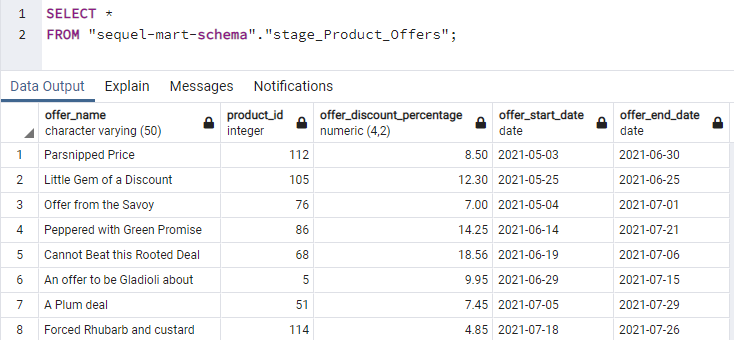 1 SELECT *
2 FROM "sequel-mart-schema"."stage_Product_Offers";
Data Output Explain Messages Notifications
offer_name product_id offer_discount_percentage offer_start_date offer_end_date
character varying (50) integer numeric (4,2) date date
1 Parsnipped Price 112 8.50 2021-05-03 2021-06-30
2 Little Gem of a Discount 105 12.30 2021-05-25 2021-06-25
3 Offer from the Savoy 76 7.00 2021-05-04 2021-07-01
4 Peppered with Green Promise 86 14.25 2021-06-14 2021-07-21
5 Cannot Beat this Rooted Deal 68 18.56 2021-06-19 2021-07-06
6 An offer to be Gladioli about 5 9.95 2021-06-29 2021-07-15
7 A Plum deal 51 7.45 2021-07-05 2021-07-29
8 Forced Rhubarb and custard 114 4.85 2021-07-18 2021-07-26